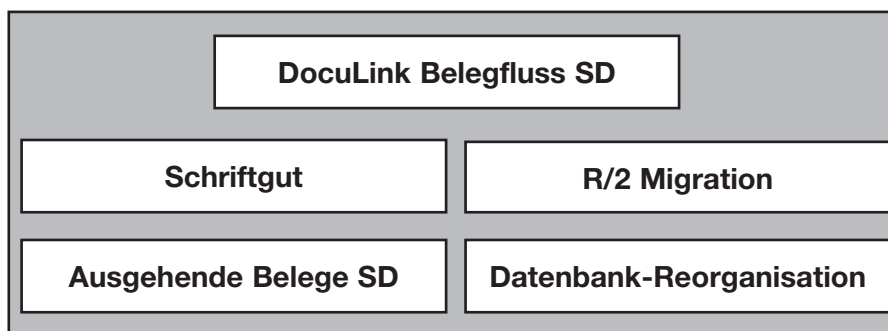 DocuLink Belegfluss SD
Schriftgut
R/2 Migration
Ausgehende Belege SD
Datenbank-Reorganisation